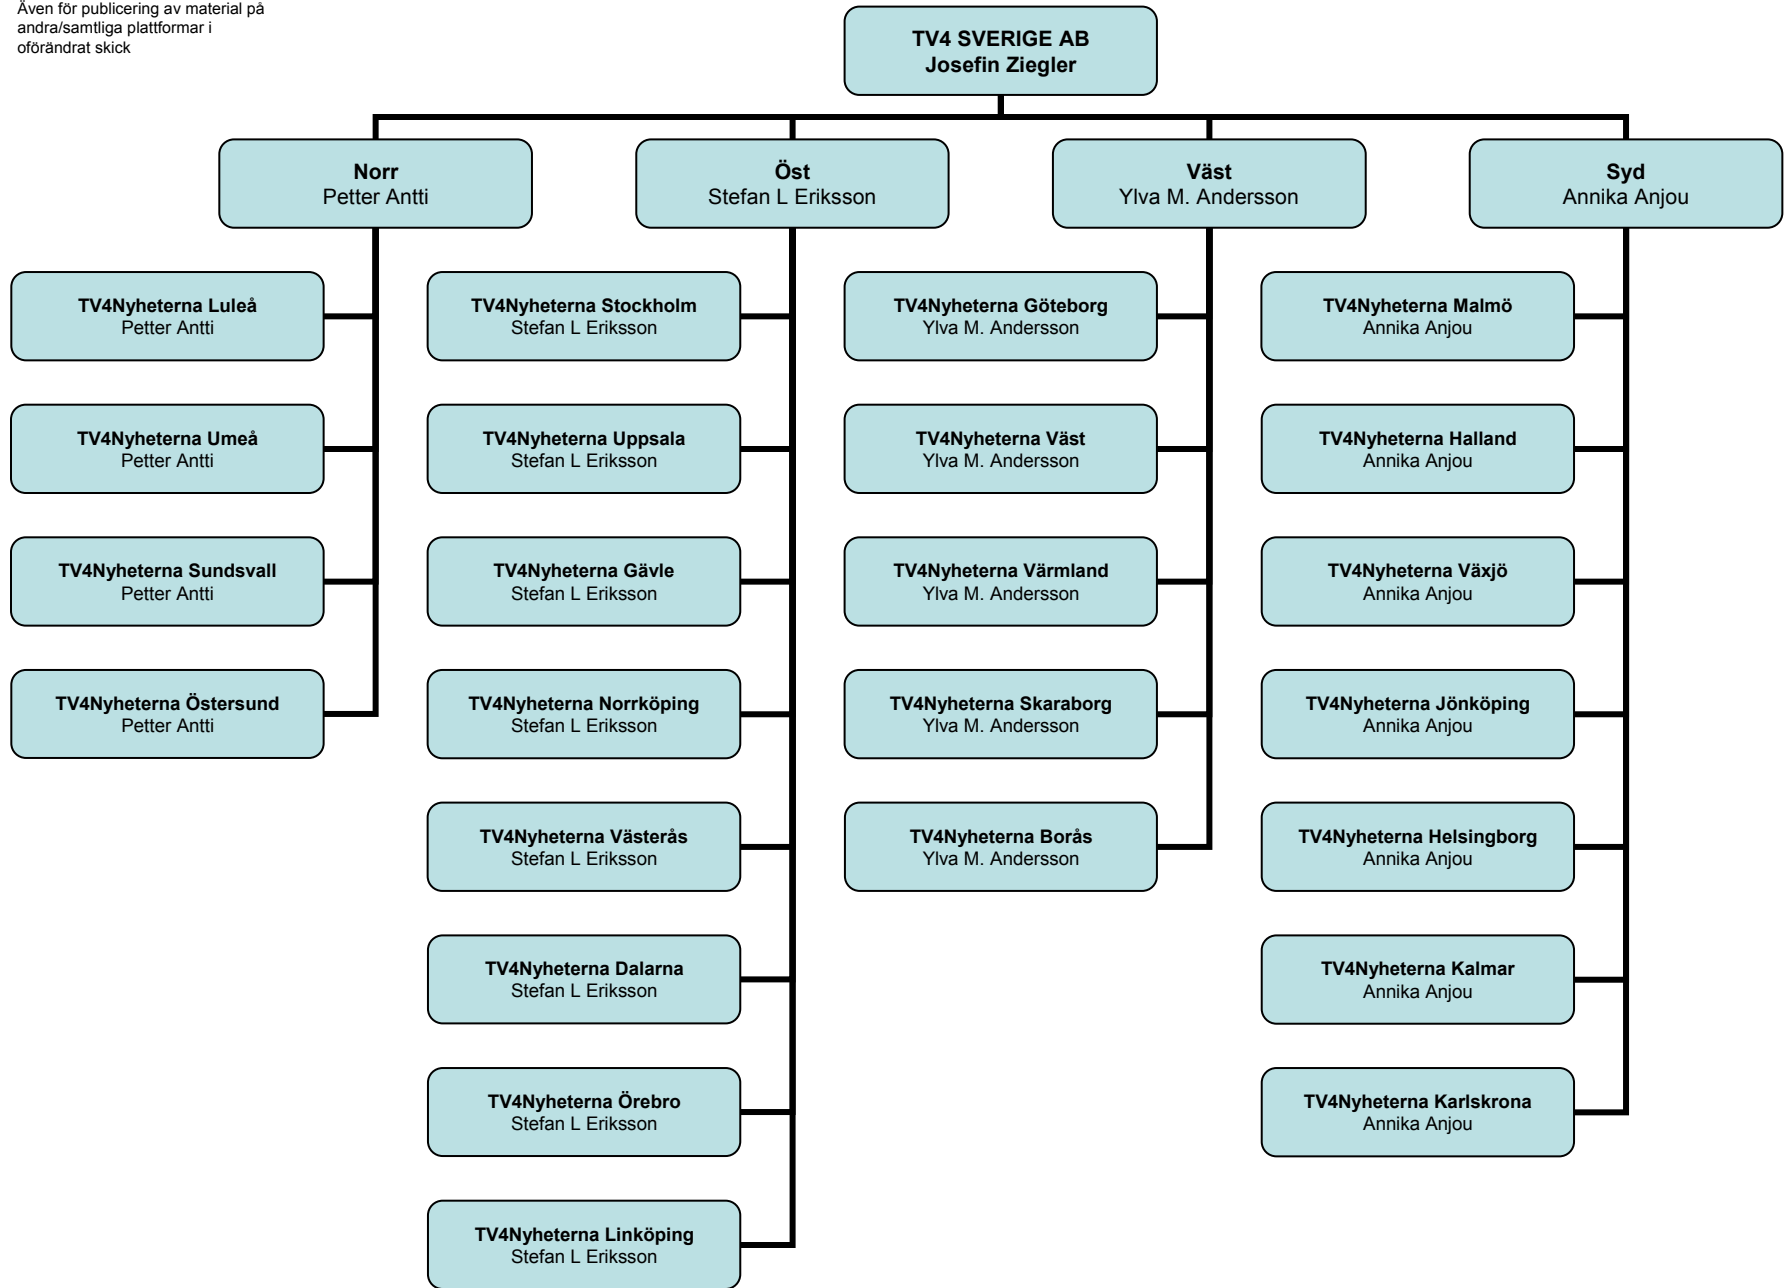 Även för publicering av material på
andra/samtliga plattformar i
oförändrat skick
TV4 SVERIGE AB
Josefin Ziegler
Norr
Petter Antti
Öst
Stefan L Eriksson
Väst
Ylva M. Andersson
Syd
Annika Anjou
TV4Nyheterna Luleå
Petter Antti
TV4Nyheterna Umeå
Petter Antti
TV4Nyheterna Sundsvall
Petter Antti
TV4Nyheterna Östersund
Petter Antti
TV4Nyheterna Stockholm
Stefan L Eriksson
TV4Nyheterna Uppsala
Stefan L Eriksson
TV4Nyheterna Gävle
Stefan L Eriksson
TV4Nyheterna Norrköping
Stefan L Eriksson
TV4Nyheterna Västerås
Stefan L Eriksson
TV4Nyheterna Dalarna
Stefan L Eriksson
TV4Nyheterna Örebro
Stefan L Eriksson
TV4Nyheterna Linköping
Stefan L Eriksson
TV4Nyheterna Göteborg
Ylva M. Andersson
TV4Nyheterna Väst
Ylva M. Andersson
TV4Nyheterna Värmland
Ylva M. Andersson
TV4Nyheterna Skaraborg
Ylva M. Andersson
TV4Nyheterna Borås
Ylva M. Andersson
TV4Nyheterna Malmö
Annika Anjou
TV4Nyheterna Halland
Annika Anjou
TV4Nyheterna Växjö
Annika Anjou
TV4Nyheterna Jönköping
Annika Anjou
TV4Nyheterna Helsingborg
Annika Anjou
TV4Nyheterna Kalmar
Annika Anjou
TV4Nyheterna Karlskrona
Annika Anjou